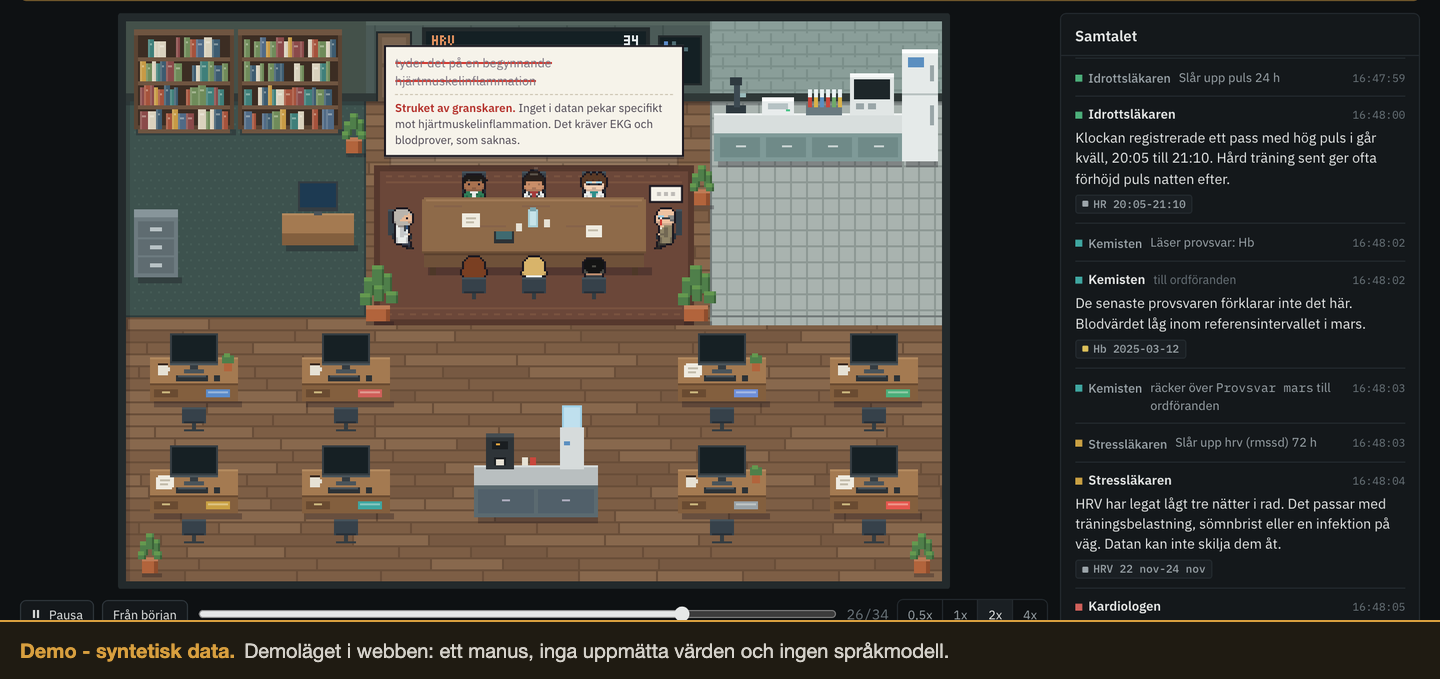 HRV 34
tyder det på en begynnande
hjärtmuskelinflammation
Struket av granskaren. Inget i datan pekar specifikt
mot hjärtmuskelinflammation. Det kräver EKG och
blodprover, som saknas.
Pausa
Från början
26/34
0.5x 1x 2x 4x
Samtalet
Idrottsläkaren Slår upp puls 24 h 16:47:59
Idrottsläkaren 16:48:00
Klockan registrerade ett pass med hög puls i går
kväll, 20:05 till 21:10. Hård träning sent ger ofta
förhöjd puls natten efter.
HR 20:05-21:10
Kemisten Läser provsvar: Hb 16:48:02
Kemisten till ordföranden 16:48:02
De senaste provsvaren förklarar inte det här.
Blodvärdet låg inom referensintervallet i mars.
Hb 2025-03-12
Kemisten räcker över Provsvar mars till 16:48:03
ordföranden
Stressläkaren Slår upp hrv (rmssd) 72 h 16:48:03
Stressläkaren 16:48:04
HRV har legat lågt tre nätter i rad. Det passar med
träningsbelastning, sömnbrist eller en infektion på
väg. Datan kan inte skilja dem åt.
HRV 22 nov-24 nov
Kardiologen 16:48:05
Demo - syntetisk data. Demoläget i webben: ett manus, inga uppmätta värden och ingen språkmodell.